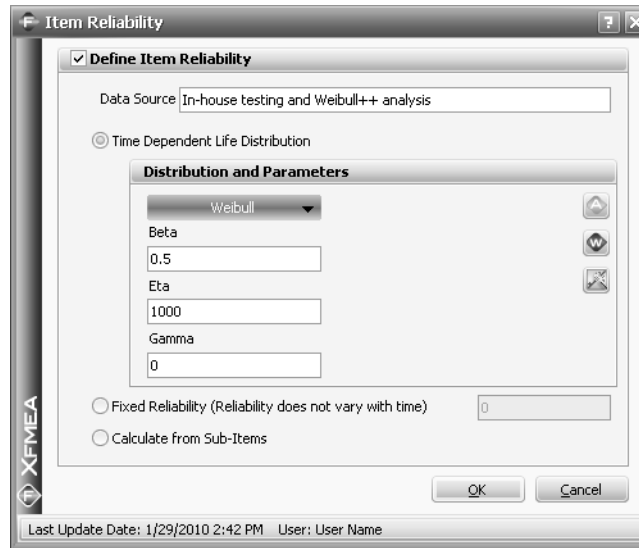 Item Reliability
Define Item Reliability
Data Source In-house testing and Weibull++ analysis
Time Dependent Life Distribution
Distribution and Parameters
Weibull
Beta
0.5
Eta
1000
Gamma
0
Fixed Reliability (Reliability does not vary with time) 0
Calculate from Sub-Items
XFMEA
OK Cancel
Last Update Date: 1/29/2010 2:42 PM User: User Name